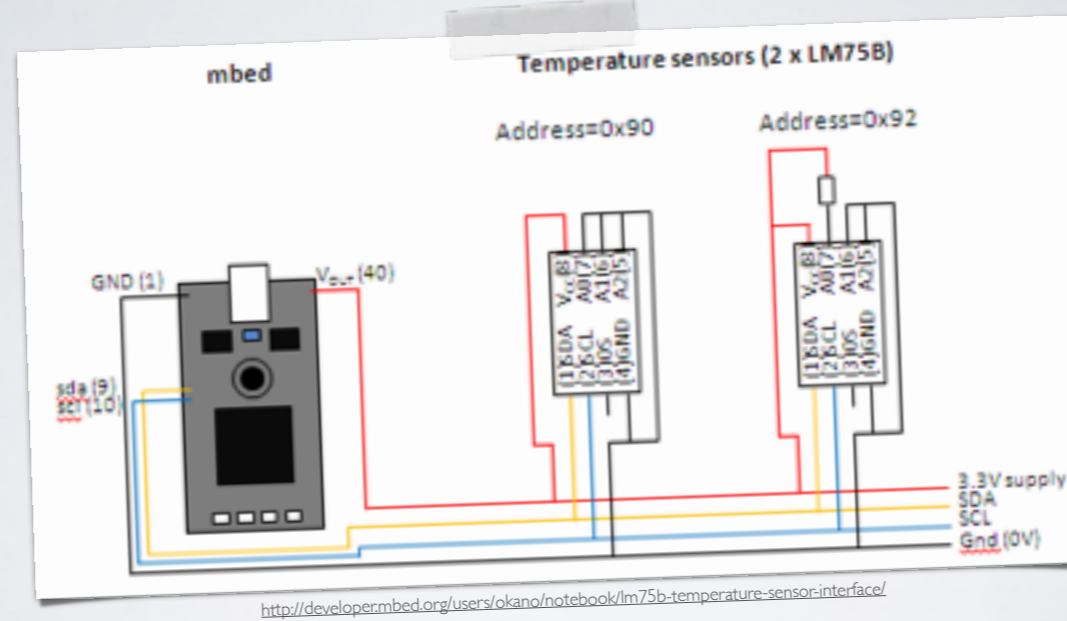 mbed
Temperature sensors (2 x LM75B)
Address=0x90
Address=0x92
GND (1)
VOUT (40)
sda (9)
scl (10)
Vcc(8)
A0(7)
A1(6)
A2(5)
(1)SDA
(2)SCL
(3)OS
(4)GND
Vcc(8)
A0(7)
A1(6)
A2(5)
(1)SDA
(2)SCL
(3)OS
(4)GND
3.3V supply
SDA
SCL
Gnd (0V)
http://developer.mbed.org/users/okano/notebook/lm75b-temperature-sensor-interface/